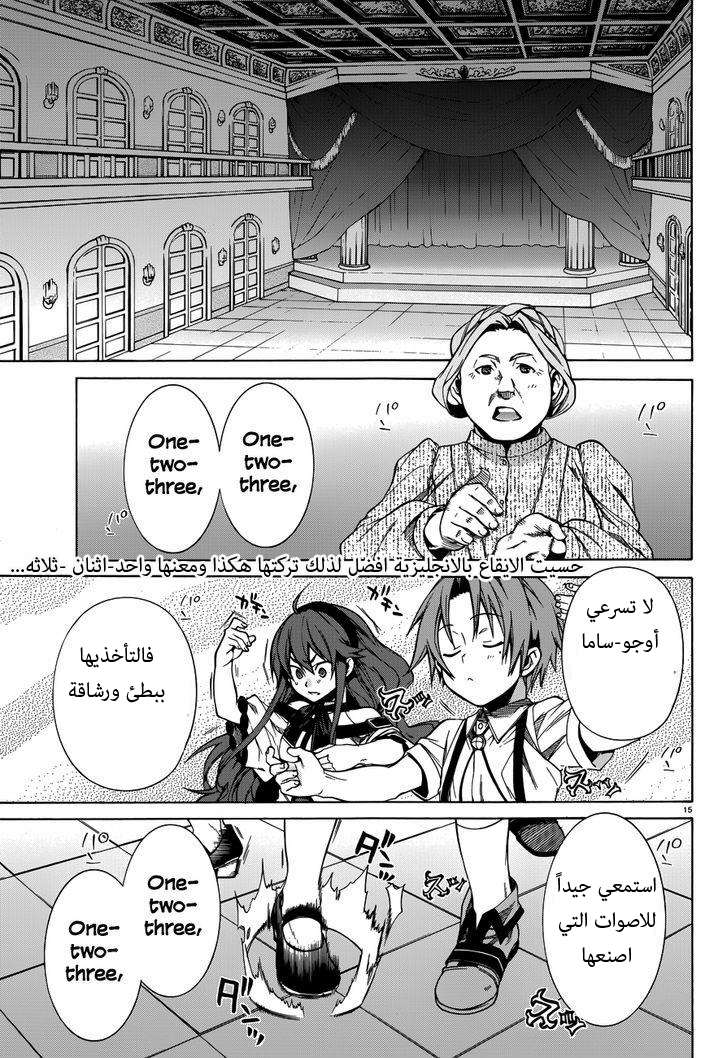 One-
two-
three,
One-
two-
three,
حسيت الايقاع بالانجليزية افضل لذلك تركتها هكذا ومعنها واحد-اثنان -ثلاثه...
لا تسرعي
أوجو-ساما
فالتأخذيها
ببطئ ورشاقة
15
استمعي جيداً
للاصوات التي
اصنعها
One-
two-
three,
One-
two-
three,